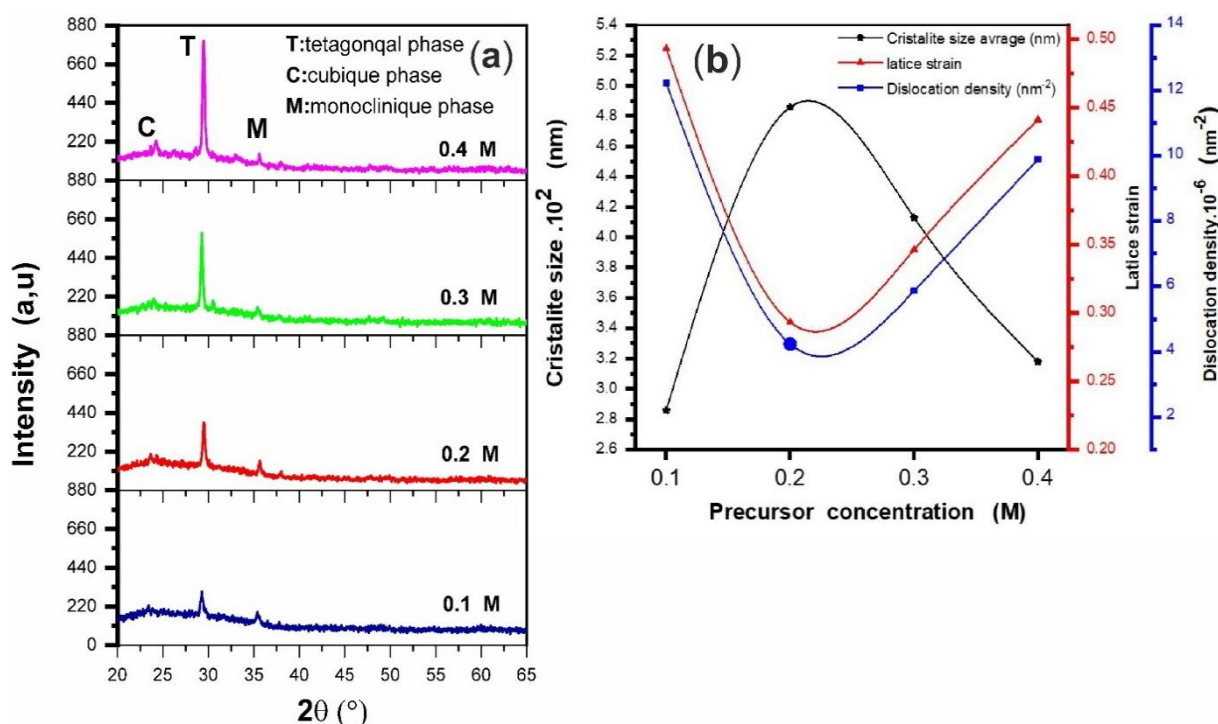 (a)
T:tetagonqal phase
C:cubique phase
M:monoclinique phase
T
C
M
0.4 M
0.3 M
0.2 M
0.1 M
880
660
440
220
880
660
440
220
880
660
440
220
880
660
440
220
0
Intensity (a,u)
20 25 30 35 40 45 50 55 60 65
2θ (°)
(b)
Cristalite size avrage (nm)
latice strain
Dislocation density (nm-2)
5.4
5.2
5.0
4.8
4.6
4.4
4.2
4.0
3.8
3.6
3.4
3.2
3.0
2.8
2.6
Cristalite size .10² (nm)
0.1 0.2 0.3 0.4
Precursor concentration (M)
0.50
0.45
0.40
0.35
0.30
0.25
0.20
Latice strain
14
12
10
8
6
4
2
Dislocation density.10⁻⁶ (nm⁻²)